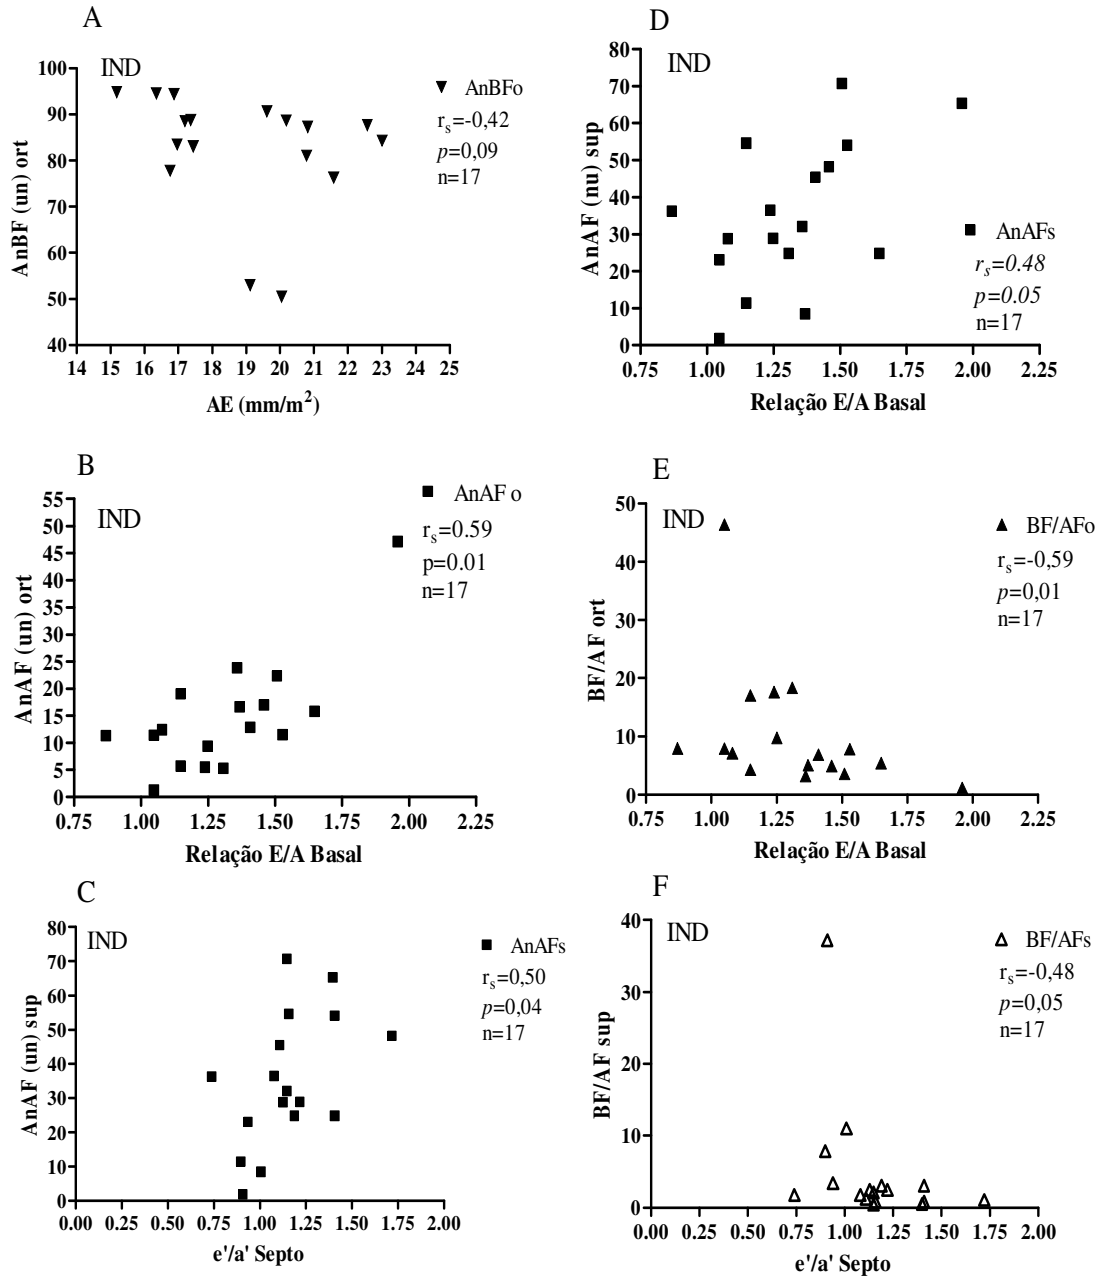 A
IND
AnBFo
rs=-0,42
p=0,09
n=17
AnBF (un) ort
100
90
80
70
60
50
40
14 15 16 17 18 19 20 21 22 23 24 25
AE (mm/m²)
D
IND
AnAFs
rs=0.48
p=0.05
n=17
AnAF (nu) sup
80
70
60
50
40
30
20
10
0
0.75 1.00 1.25 1.50 1.75 2.00 2.25
Relação E/A Basal
B
IND
AnAF o
rs=0.59
p=0.01
n=17
AnAF (un) ort
55
50
45
40
35
30
25
20
15
10
5
0
0.75 1.00 1.25 1.50 1.75 2.00 2.25
Relação E/A Basal
E
IND
BF/AFo
rs=-0,59
p=0,01
n=17
BF/AF ort
50
40
30
20
10
0
0.75 1.00 1.25 1.50 1.75 2.00 2.25
Relação E/A Basal
C
IND
AnAFs
rs=0,50
p=0,04
n=17
AnAF (un) sup
80
70
60
50
40
30
20
10
0
0.00 0.25 0.50 0.75 1.00 1.25 1.50 1.75 2.00
e'/a' Septo
F
IND
BF/AFs
rs=-0,48
p=0,05
n=17
BF/AF sup
40
30
20
10
0
0.00 0.25 0.50 0.75 1.00 1.25 1.50 1.75 2.00
e'/a' Septo